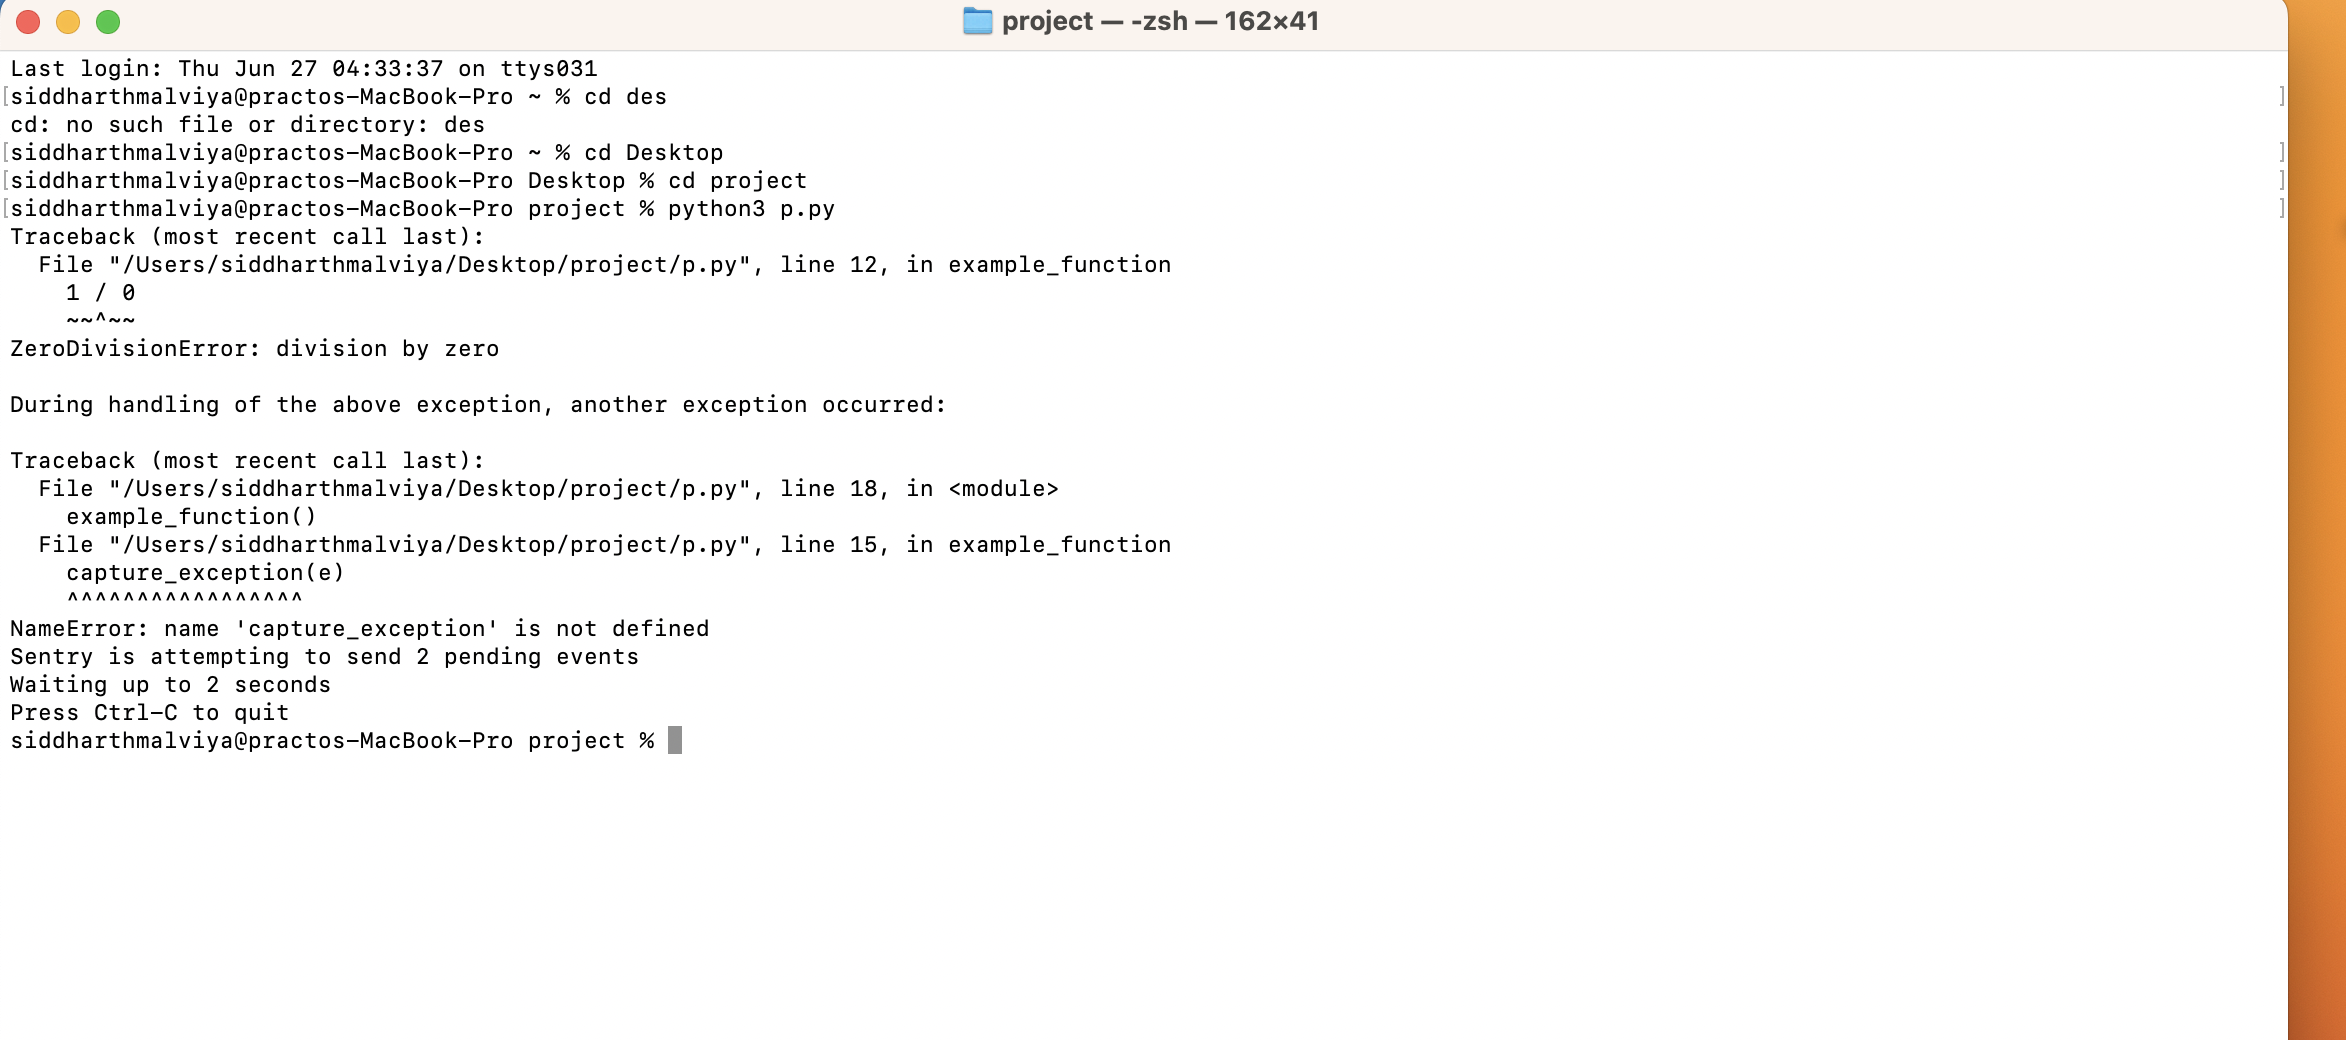 project — -zsh — 162×41
Last login: Thu Jun 27 04:33:37 on ttys031
[siddharthmalviya@practos-MacBook-Pro ~ % cd des ]
cd: no such file or directory: des
[siddharthmalviya@practos-MacBook-Pro ~ % cd Desktop ]
[siddharthmalviya@practos-MacBook-Pro Desktop % cd project ]
[siddharthmalviya@practos-MacBook-Pro project % python3 p.py ]
Traceback (most recent call last):
  File "/Users/siddharthmalviya/Desktop/project/p.py", line 12, in example_function
    1 / 0
    ~~^~~
ZeroDivisionError: division by zero

During handling of the above exception, another exception occurred:

Traceback (most recent call last):
  File "/Users/siddharthmalviya/Desktop/project/p.py", line 18, in <module>
    example_function()
  File "/Users/siddharthmalviya/Desktop/project/p.py", line 15, in example_function
    capture_exception(e)
    ^^^^^^^^^^^^^^^^^
NameError: name 'capture_exception' is not defined
Sentry is attempting to send 2 pending events
Waiting up to 2 seconds
Press Ctrl-C to quit
siddharthmalviya@practos-MacBook-Pro project %